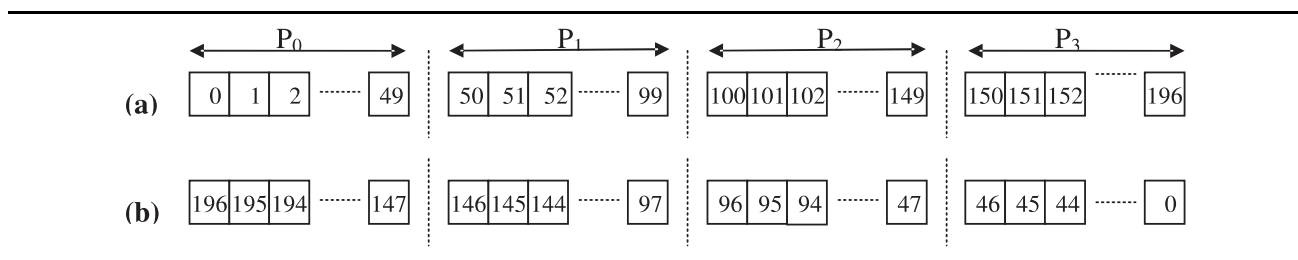 P0 P1 P2 P3
(a) 0 1 2 ........ 49 50 51 52 ........ 99 100 101 102 ........ 149 150 151 152 ........ 196
(b) 196 195 194 ........ 147 146 145 144 ........ 97 96 95 94 ........ 47 46 45 44 ........ 0